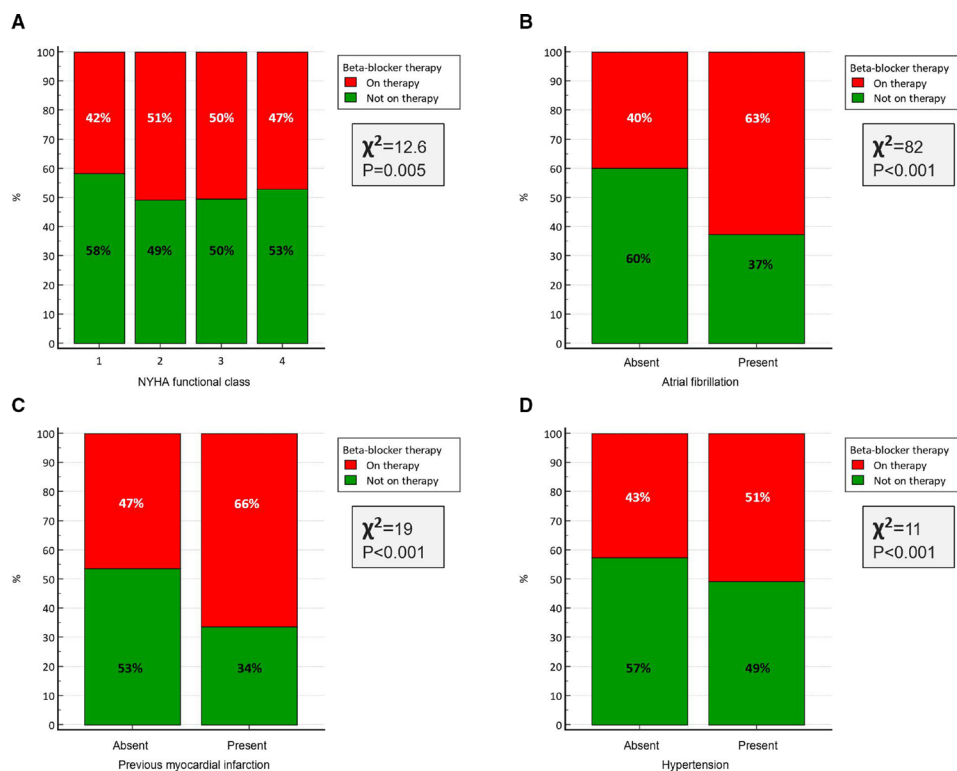 A
100
90
80
70
60
50
40
30
20
10
0
%
42%
51%
50%
47%
58%
49%
50%
53%
1
2
3
4
NYHA functional class
Beta-blocker therapy
On therapy
Not on therapy
χ²=12.6
P=0.005
B
100
90
80
70
60
50
40
30
20
10
0
%
40%
63%
60%
37%
Absent
Present
Atrial fibrillation
Beta-blocker therapy
On therapy
Not on therapy
χ²=82
P<0.001
C
100
90
80
70
60
50
40
30
20
10
0
%
47%
66%
53%
34%
Absent
Present
Previous myocardial infarction
Beta-blocker therapy
On therapy
Not on therapy
χ²=19
P<0.001
D
100
90
80
70
60
50
40
30
20
10
0
%
43%
51%
57%
49%
Absent
Present
Hypertension
Beta-blocker therapy
On therapy
Not on therapy
χ²=11
P<0.001